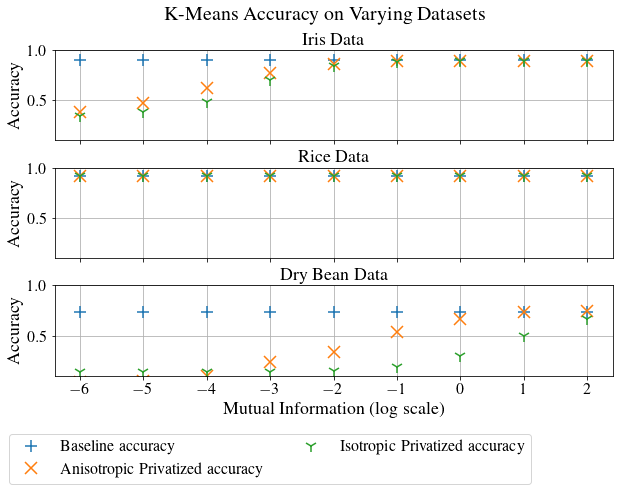 K-Means Accuracy on Varying Datasets
Iris Data
1.0
0.5
Accuracy
Rice Data
1.0
0.5
Accuracy
Dry Bean Data
1.0
0.5
Accuracy
−6 −5 −4 −3 −2 −1 0 1 2
Mutual Information (log scale)
Baseline accuracy
Anisotropic Privatized accuracy
Isotropic Privatized accuracy